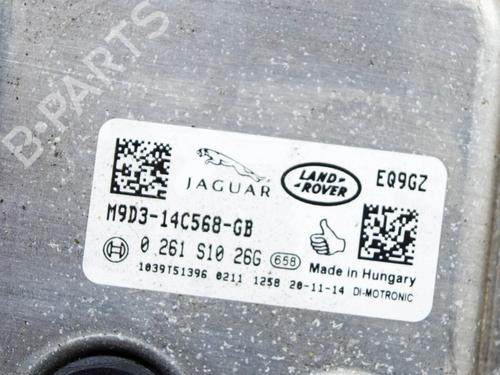 B-PARTS
JAGUAR
LAND-
ROVER
EQ9GZ
M9D3-14C568-GB
0 261 S10 26G 658
Made in Hungary
1039T51396 0211 1258 20-11-14 DI-MOTRONIC